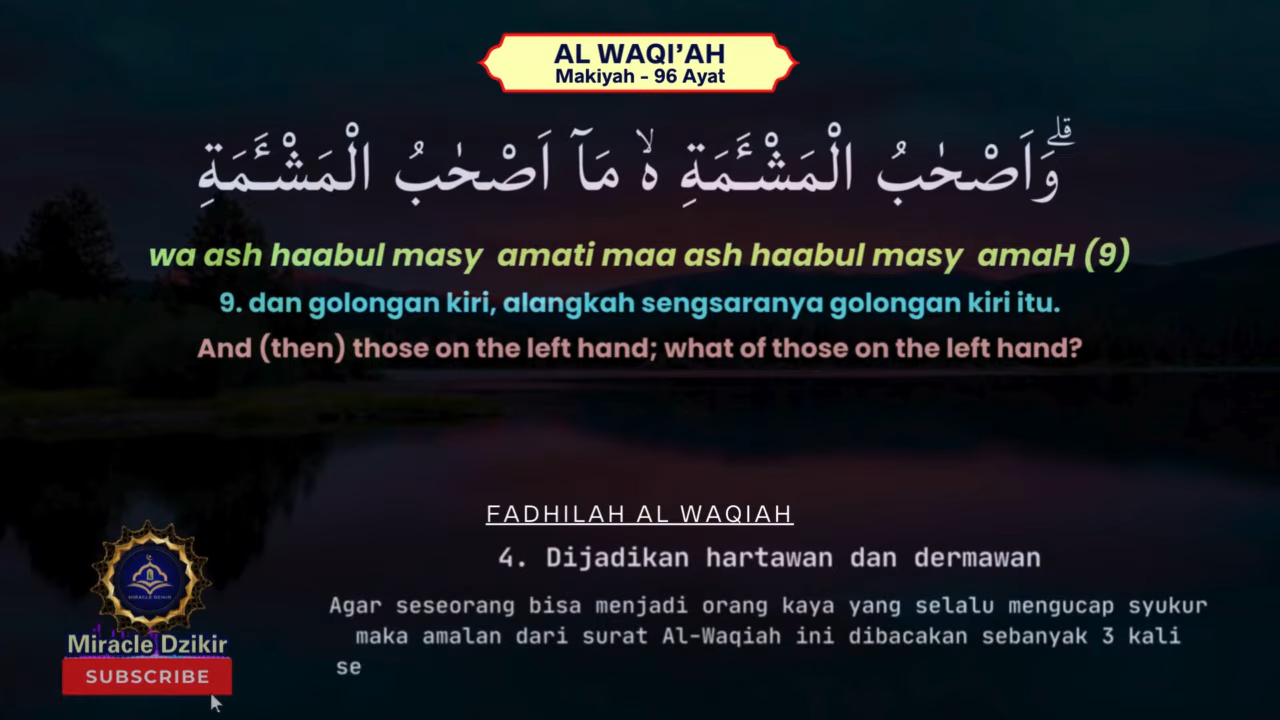 AL WAQI’AH
Makiyah - 96 Ayat
وَاَصْحٰبُ الْمَشْـَٔمَةِ ەۙ مَآ اَصْحٰبُ الْمَشْـَٔمَةِ ۗ
wa ash haabul masy amati maa ash haabul masy amaH (9)
9. dan golongan kiri, alangkah sengsaranya golongan kiri itu.
And (then) those on the left hand; what of those on the left hand?
FADHILAH AL WAQIAH
4. Dijadikan hartawan dan dermawan
Agar seseorang bisa menjadi orang kaya yang selalu mengucap syukur
maka amalan dari surat Al-Waqiah ini dibacakan sebanyak 3 kali
se
MIRACLE DZIKIR
Miracle Dzikir
SUBSCRIBE